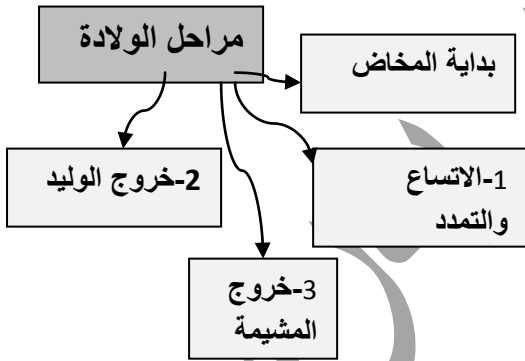 مراحل الولادة
بداية المخاض
1-الاتساع
والتمدد
2-خروج الوليد
3-خروج
المشيمة